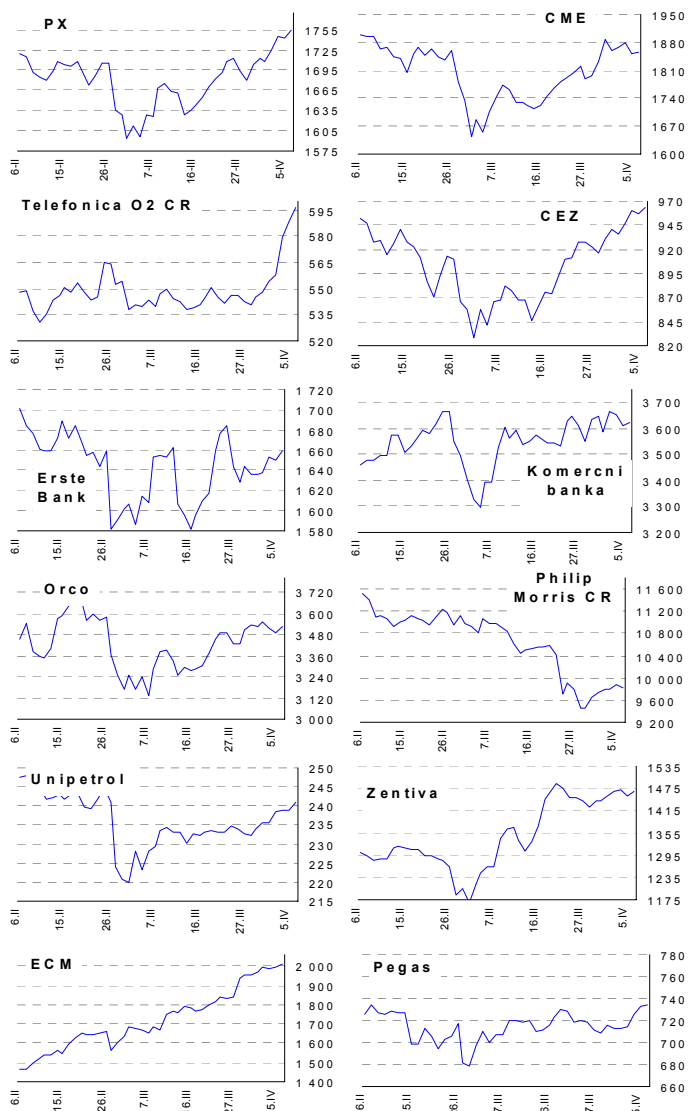 PX
1755
1725
1695
1665
1635
1605
1575
6-II
15-II
26-II
7-III
16-III
27-III
5-IV
CME
1950
1880
1810
1740
1670
1600
6.II
15.II
26.II
7.III
16.III
27.III
5.IV
Telefonica O2 CR
595
580
565
550
535
520
6.II
15.II
26.II
7.III
16.III
27.III
5.IV
CEZ
970
945
920
895
870
845
820
6.II
15.II
26.II
7.III
16.III
27.III
5.IV
Erste
Bank
1 720
1 700
1 680
1 660
1 640
1 620
1 600
1 580
6.II
15.II
26.II
7.III
16.III
27.III
5.IV
Komercni
banka
3 700
3 600
3 500
3 400
3 300
3 200
6.II
15.II
26.II
7.III
16.III
27.III
5.IV
Orco
3 720
3 600
3 480
3 360
3 240
3 120
3 000
6.II
15.II
26.II
7.III
16.III
27.III
5.IV
Philip
Morris CR
11 600
11 200
10 800
10 400
10 000
9 600
9 200
6.II
15.II
26.II
7.III
16.III
27.III
5.IV
Unipetrol
250
245
240
235
230
225
220
215
6.II
15.II
26.II
7.III
16.III
27.III
5.IV
Zentiva
1535
1475
1415
1355
1295
1235
1175
6.II
15.II
26.II
7.III
16.III
27.III
5.IV
ECM
2 000
1 900
1 800
1 700
1 600
1 500
1 400
6.II
15.II
26.II
7.III
16.III
27.III
5.IV
Pegas
780
760
740
720
700
680
660